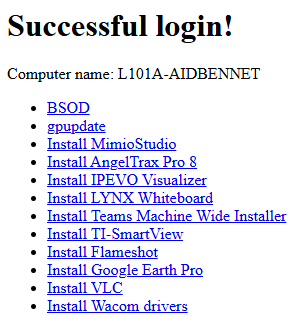 Successful login!
Computer name: L101A-AIDBENNET
BSOD
gpupdate
Install MimioStudio
Install AngelTrax Pro 8
Install IPEVO Visualizer
Install LYNX Whiteboard
Install Teams Machine Wide Installer
Install TI-SmartView
Install Flameshot
Install Google Earth Pro
Install VLC
Install Wacom drivers